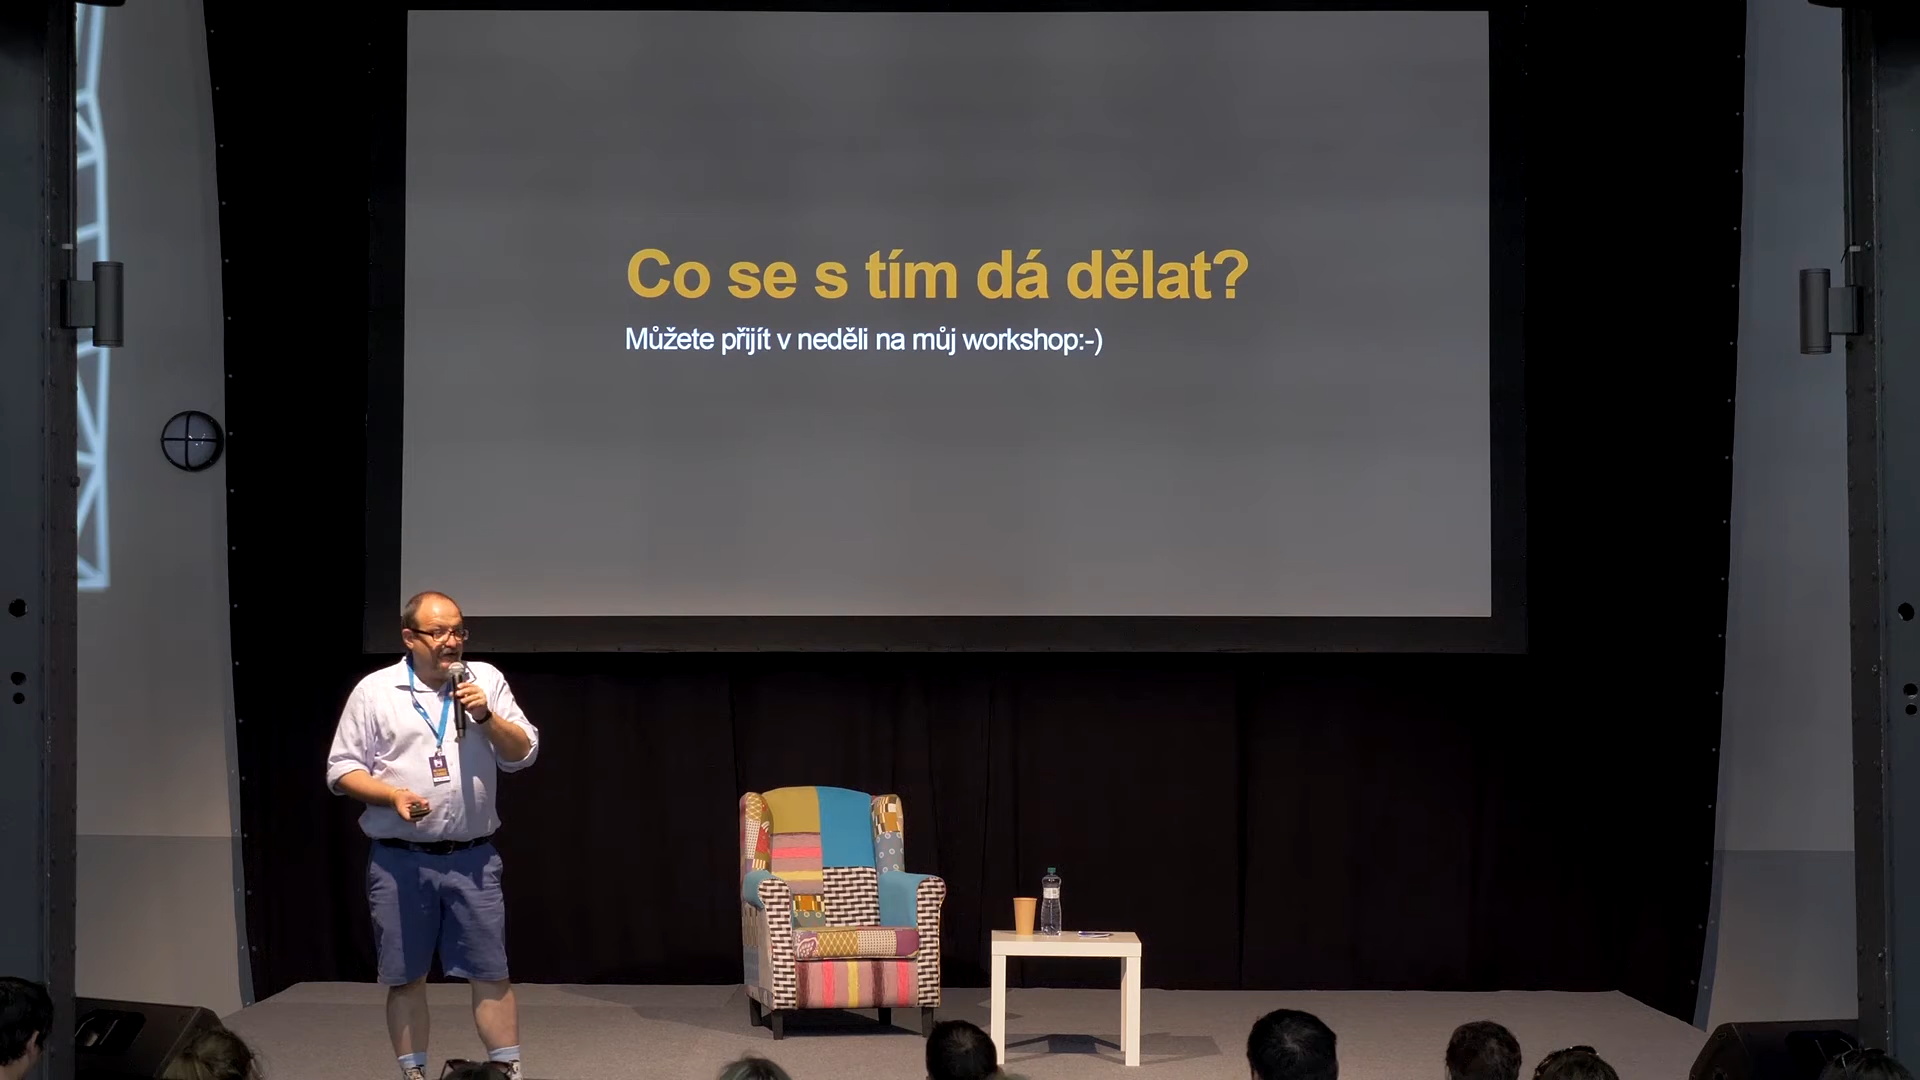 Co se s tím dá dělat?
Můžete přijít v neděli na můj workshop:-)